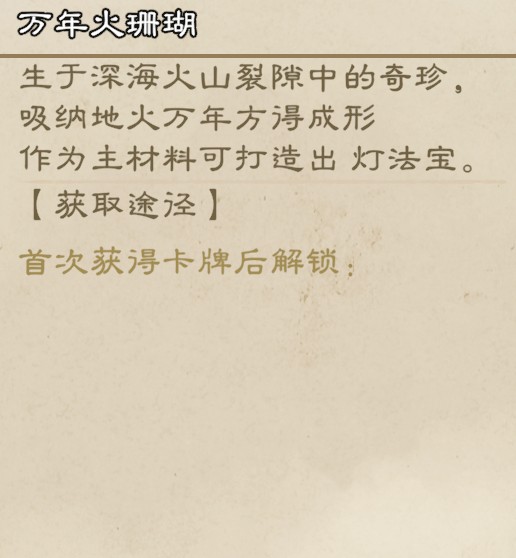 万年火珊瑚
生于深海火山裂隙中的奇珍，
吸纳地火万年方得成形
作为主材料可打造出 灯法宝。
【获取途径】
首次获得卡牌后解锁：